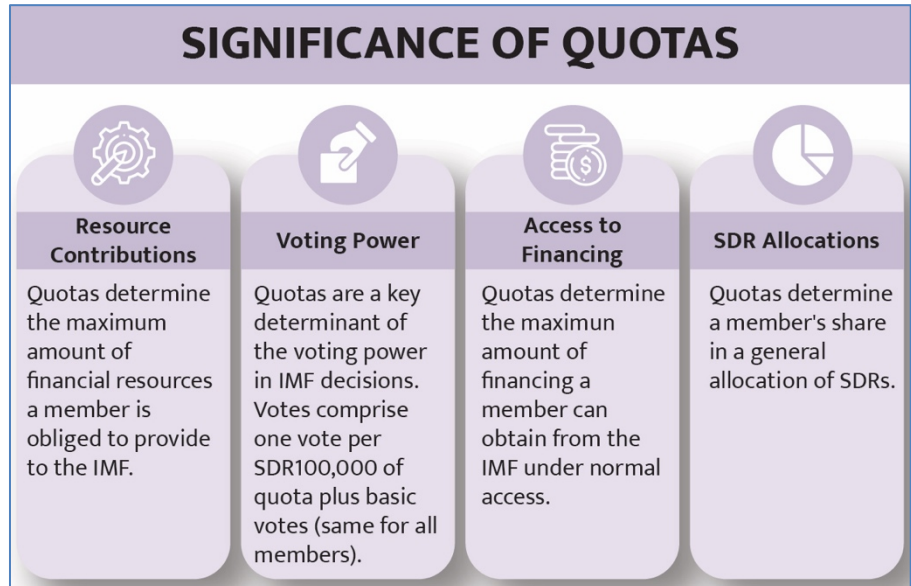 SIGNIFICANCE OF QUOTAS
Resource
Contributions
Quotas determine
the maximum
amount of
financial resources
a member is
obliged to provide
to the IMF.
Voting Power
Quotas are a key
determinant of
the voting power
in IMF decisions.
Votes comprise
one vote per
SDR100,000 of
quota plus basic
votes (same for all
members).
Access to
Financing
Quotas determine
the maximun
amount of
financing a
member can
obtain from the
IMF under normal
access.
SDR Allocations
Quotas determine
a member's share
in a general
allocation of SDRs.